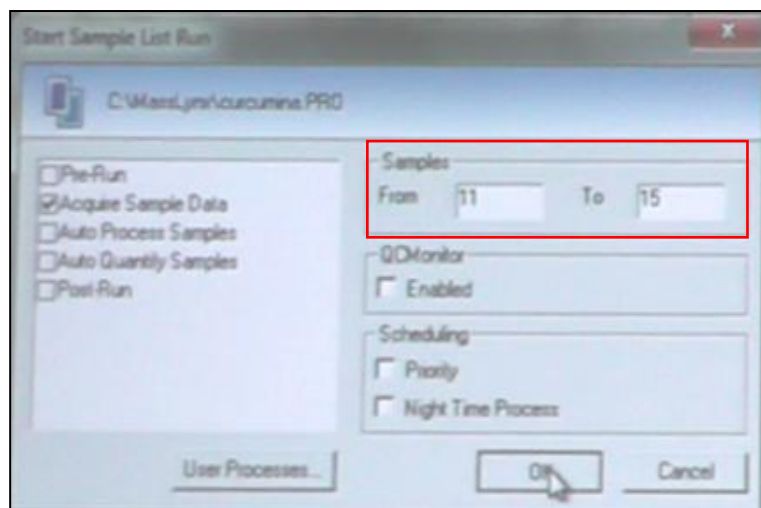 Start Sample List Run
C:\MassLynx\curcumina.PRO
Pre-Run
Acquire Sample Data
Auto Process Samples
Auto Quantify Samples
Post-Run
Samples
From 11 To 15
QCMonitor
Enabled
Scheduling
Priority
Night Time Process
User Processes...
OK
Cancel